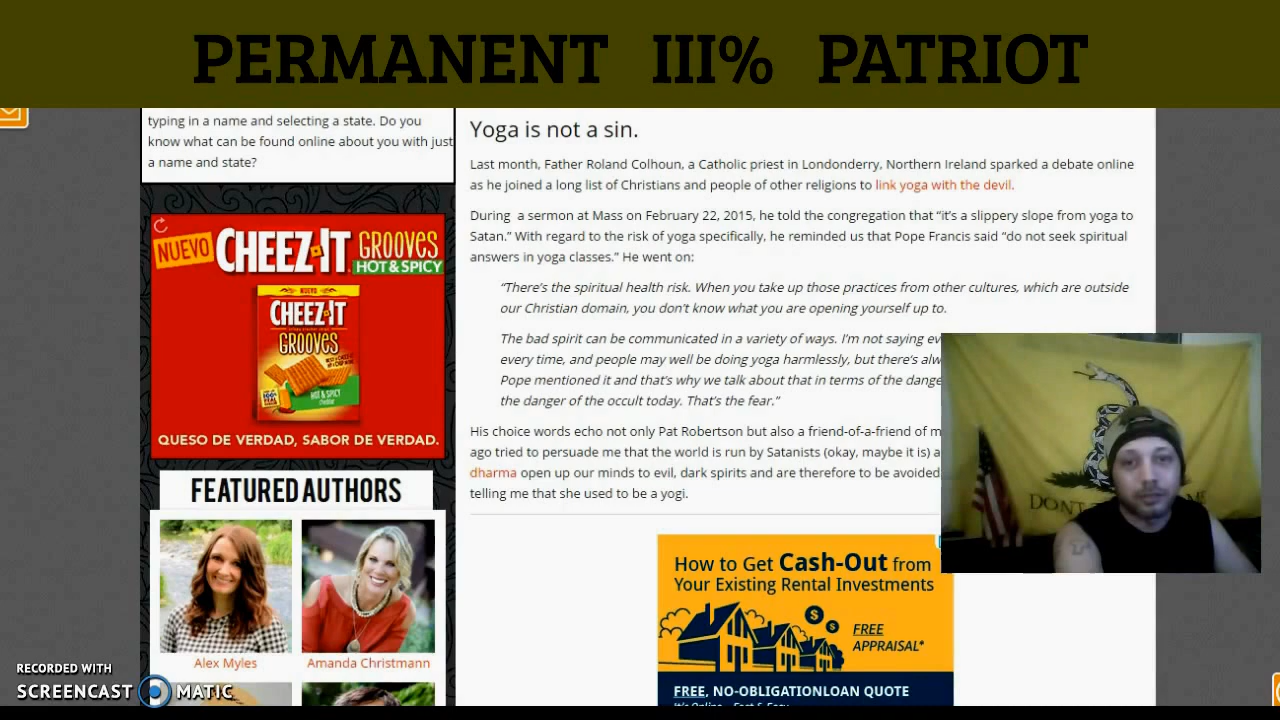 PERMANENT III% PATRIOT
typing in a name and selecting a state. Do you
know what can be found online about you with just
a name and state?
NUEVO CHEEZ-IT GROOVES
HOT & SPICY
NUEVO
CHEEZ-IT
GROOVES
HOT & SPICY
QUESO DE VERDAD, SABOR DE VERDAD.
FEATURED AUTHORS
Alex Myles
Amanda Christmann
Yoga is not a sin.
Last month, Father Roland Colhoun, a Catholic priest in Londonderry, Northern Ireland sparked a debate online
as he joined a long list of Christians and people of other religions to link yoga with the devil.
During a sermon at Mass on February 22, 2015, he told the congregation that “it’s a slippery slope from yoga to
Satan.” With regard to the risk of yoga specifically, he reminded us that Pope Francis said “do not seek spiritual
answers in yoga classes.” He went on:
“There’s the spiritual health risk. When you take up those practices from other cultures, which are outside
our Christian domain, you don’t know what you are opening yourself up to.
The bad spirit can be communicated in a variety of ways. I’m not saying ev
every time, and people may well be doing yoga harmlessly, but there’s alw
Pope mentioned it and that’s why we talk about that in terms of the dange
the danger of the occult today. That’s the fear.”
His choice words echo not only Pat Robertson but also a friend-of-a-friend of m
ago tried to persuade me that the world is run by Satanists (okay, maybe it is) a
dharma open up our minds to evil, dark spirits and are therefore to be avoided
telling me that she used to be a yogi.
DON'T ME
How to Get Cash-Out from
Your Existing Rental Investments
FREE
APPRAISAL*
FREE, NO-OBLIGATIONLOAN QUOTE
RECORDED WITH
SCREENCAST MATIC